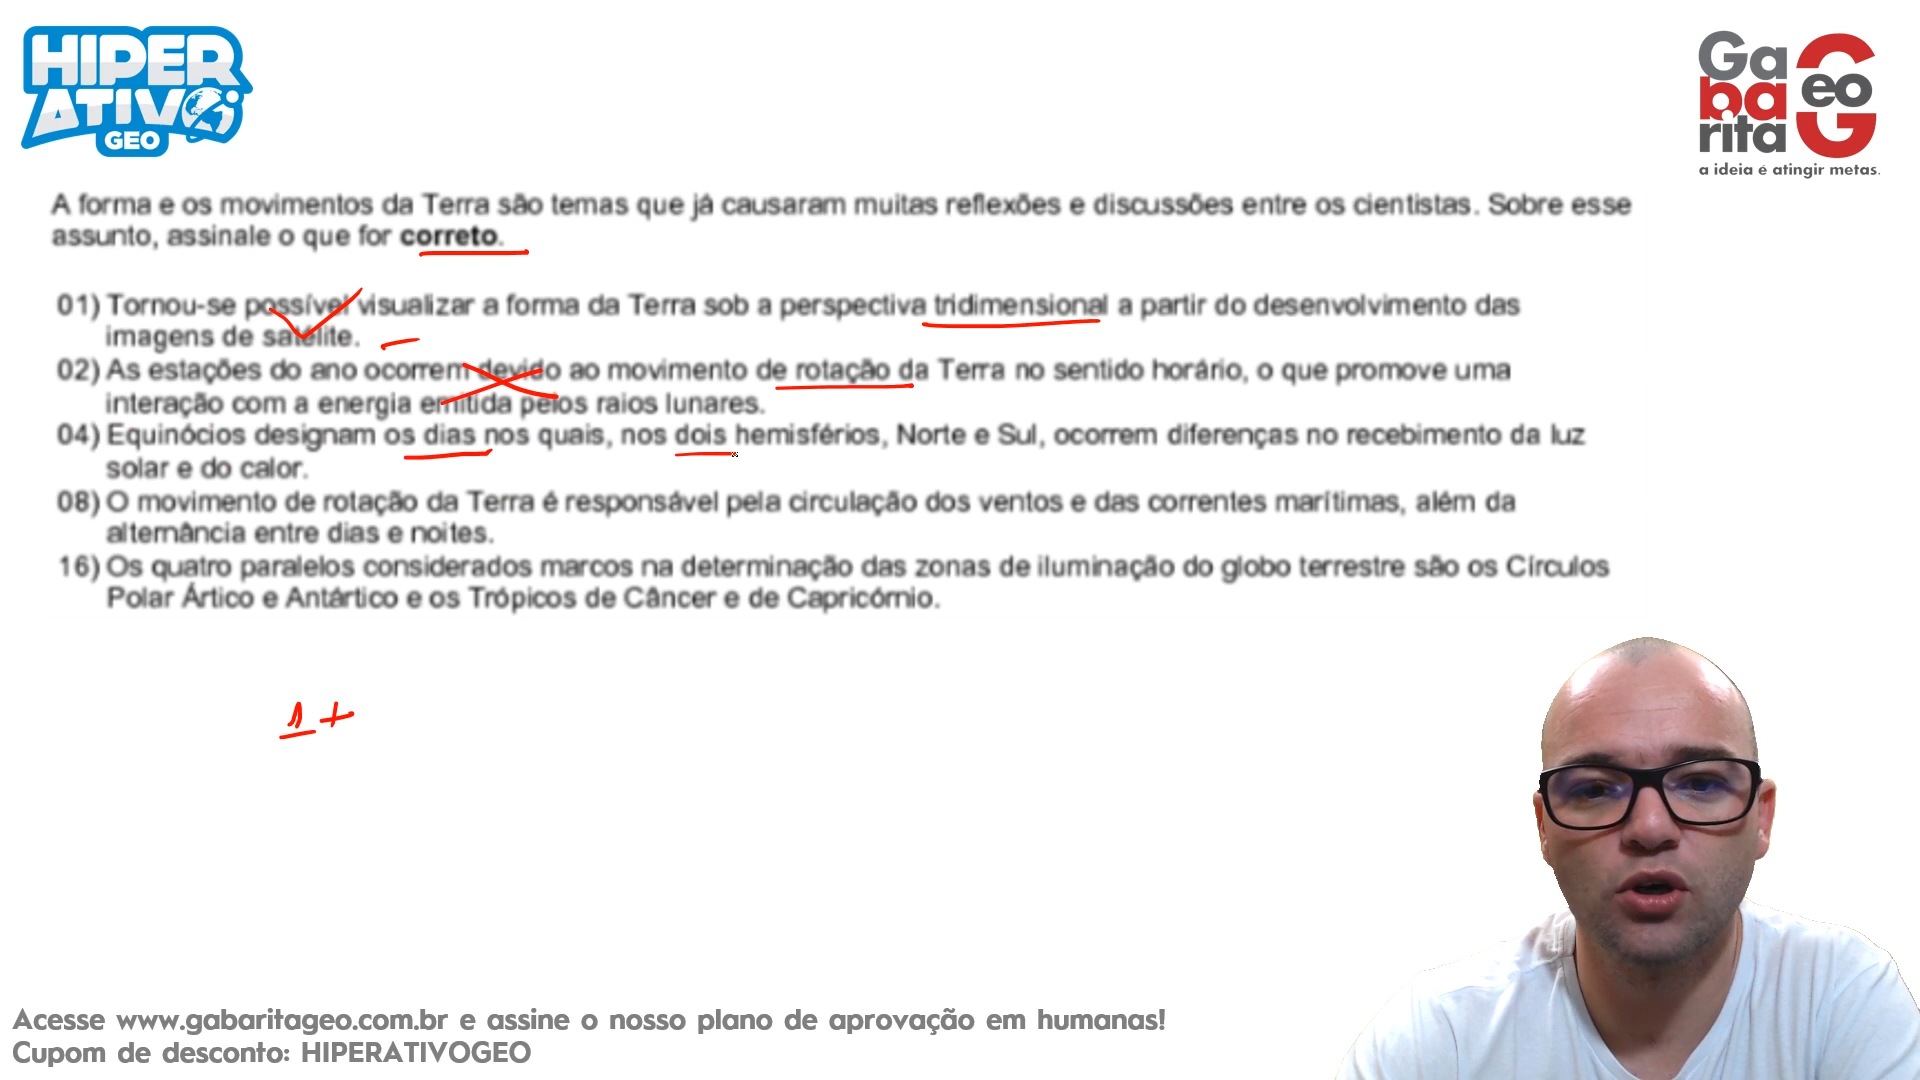 HIPER
ATIVO
GEO
Ga
ba
rita
Geo
a ideia é atingir metas.
A forma e os movimentos da Terra são temas que já causaram muitas reflexões e discussões entre os cientistas. Sobre esse
assunto, assinale o que for correto.
01) Tornou-se possível visualizar a forma da Terra sob a perspectiva tridimensional a partir do desenvolvimento das
imagens de satélite.
02) As estações do ano ocorrem devido ao movimento de rotação da Terra no sentido horário, o que promove uma
interação com a energia emitida pelos raios lunares.
04) Equinócios designam os dias nos quais, nos dois hemisférios, Norte e Sul, ocorrem diferenças no recebimento da luz
solar e do calor.
08) O movimento de rotação da Terra é responsável pela circulação dos ventos e das correntes marítimas, além da
alternância entre dias e noites.
16) Os quatro paralelos considerados marcos na determinação das zonas de iluminação do globo terrestre são os Círculos
Polar Ártico e Antártico e os Trópicos de Câncer e de Capricórnio.
1 +
Acesse www.gabaritageo.com.br e assine o nosso plano de aprovação em humanas!
Cupom de desconto: HIPERATIVOGEO